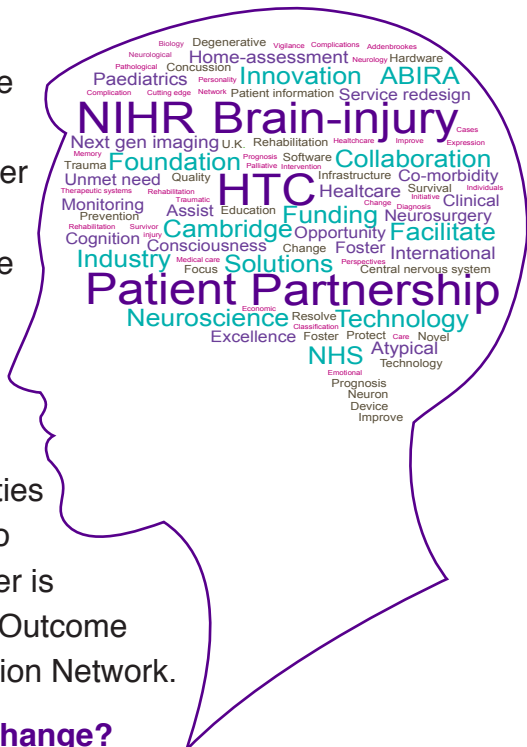 Biology Degenerative Vigilance Complications Addenbrookes
Neurological Home-assessment Neurology Hardware
Pathological Concussion
e Paediatrics Personality Innovation ABIRA
Complication Cutting edge Network Patient information Service redesign
NIHR Brain-injury Cases
Next gen imaging U.K. Rehabilitation Healthcare Improve Expression
Memory
er Trauma Foundation Prognosis Software Collaboration
Palliative Intervention
Unmet need Quality HTC Infrastructure Co-morbidity
Therapeutic systems Rehabilitation Traumatic Healtcare Survival Individuals
Initiative
Monitoring Change Clinical
Diagnosis
Prevention Assist Education Funding Neurosurgery
Rehabilitation Survivor Cambridge Opportunity Facilitate
Injury
e Cognition Consciousness Change Foster International
Industry Medical care Solutions Perspectives
Focus Central nervous system
Patient Partnership
Economic
Neuroscience Resolve Technology
Classification
Excellence Foster Protect Care Novel
NHS Atypical
Technology
Emotional
Prognosis
Neuron
Device
Improve
ties
o
er is
Outcome
ion Network.
hange?